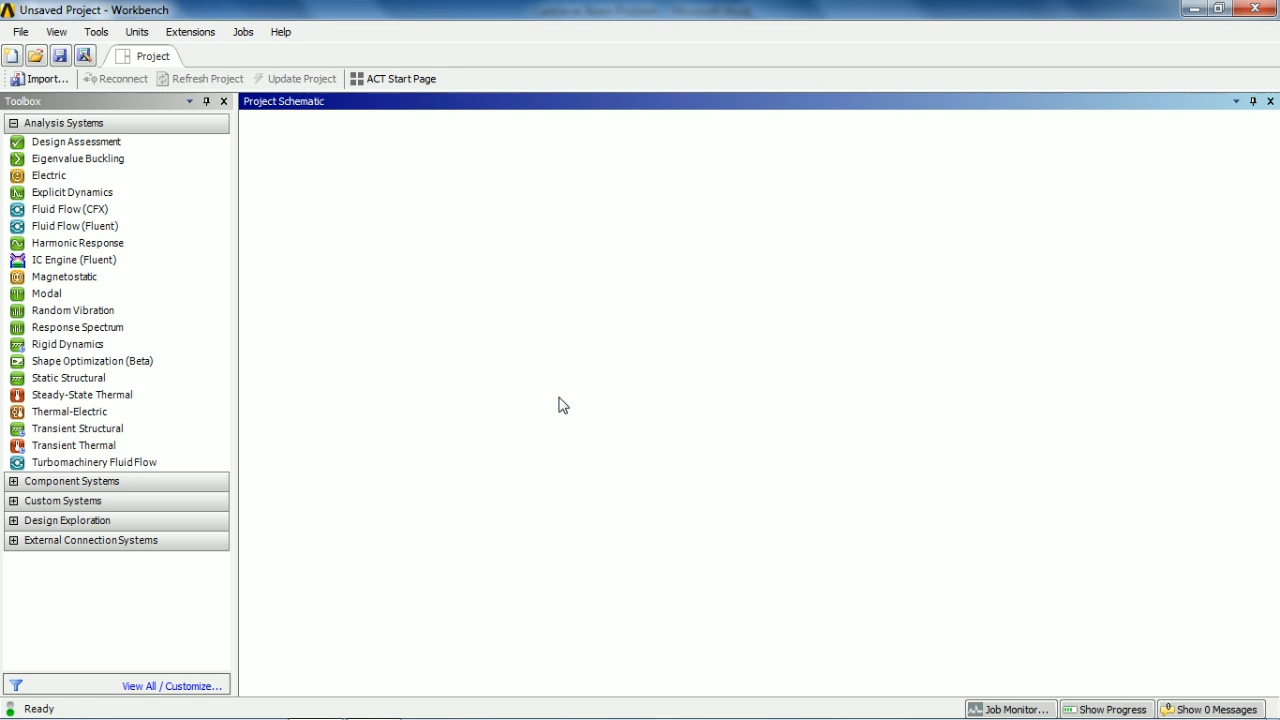 Unsaved Project - Workbench
File View Tools Units Extensions Jobs Help
Project
Import... Reconnect Refresh Project Update Project ACT Start Page
Toolbox
Project Schematic
Analysis Systems
Design Assessment
Eigenvalue Buckling
Electric
Explicit Dynamics
Fluid Flow (CFX)
Fluid Flow (Fluent)
Harmonic Response
IC Engine (Fluent)
Magnetostatic
Modal
Random Vibration
Response Spectrum
Rigid Dynamics
Shape Optimization (Beta)
Static Structural
Steady-State Thermal
Thermal-Electric
Transient Structural
Transient Thermal
Turbomachinery Fluid Flow
Component Systems
Custom Systems
Design Exploration
External Connection Systems
View All / Customize...
Ready
Job Monitor... Show Progress Show 0 Messages